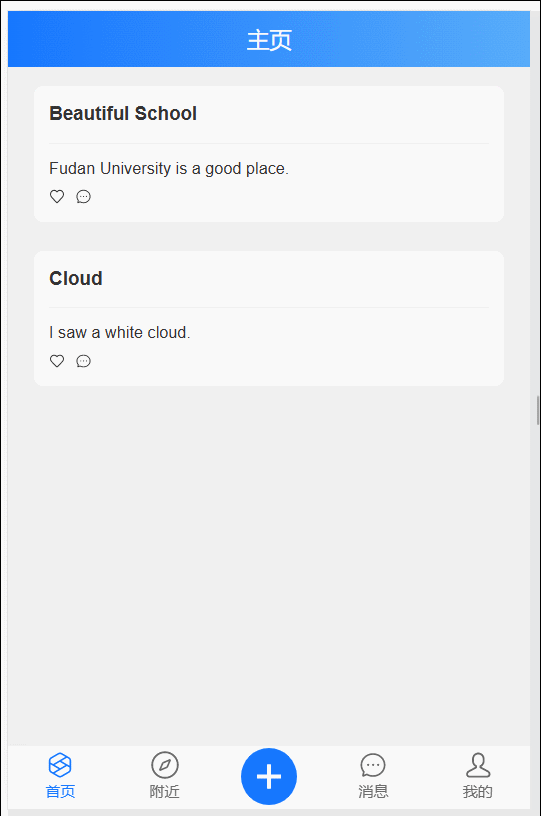 主页
Beautiful School
Fudan University is a good place.
Cloud
I saw a white cloud.
首页
附近
消息
我的